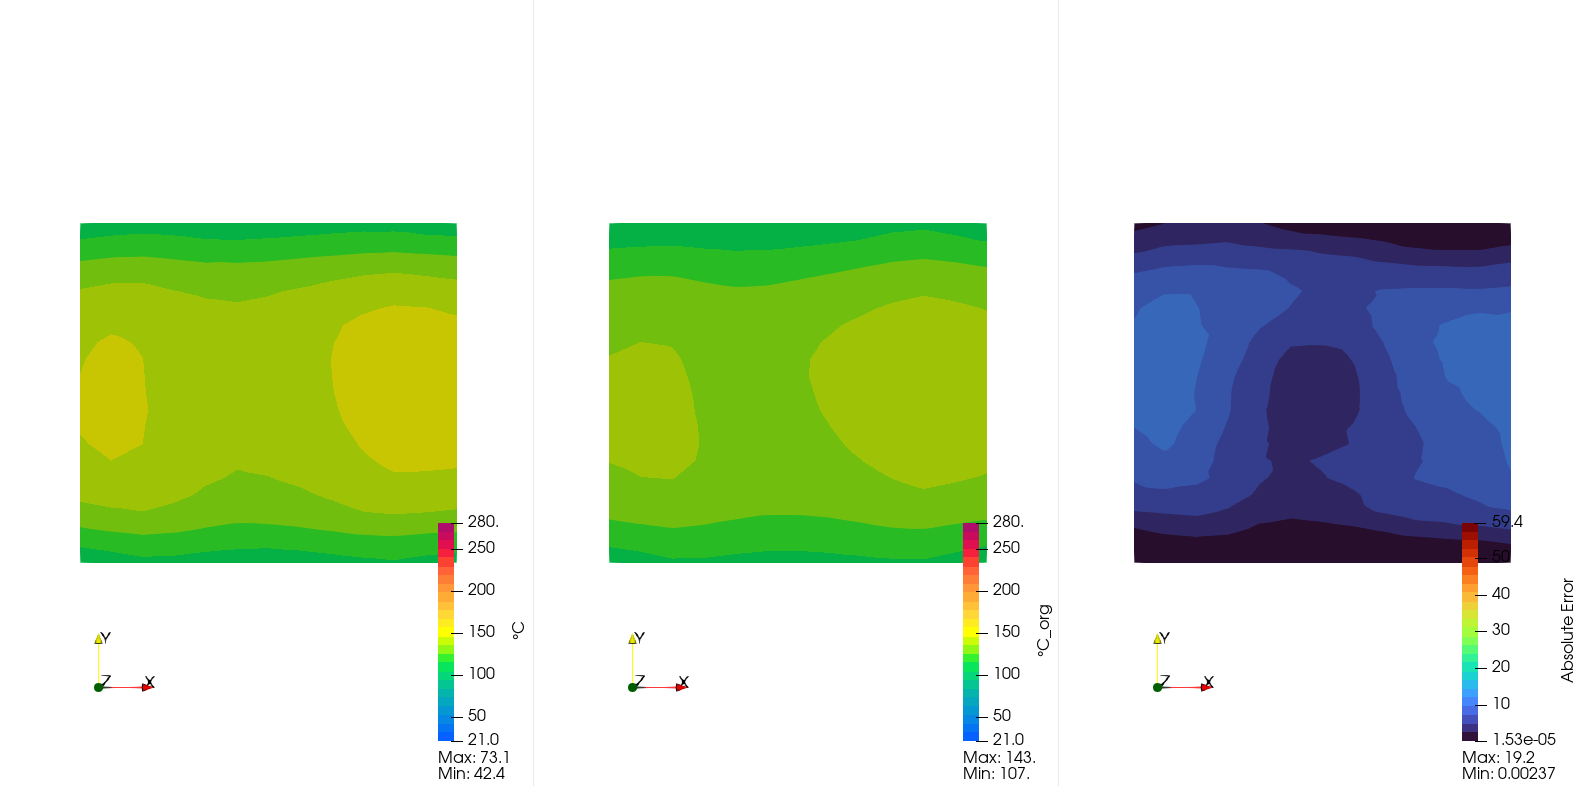 280.
250
200
150
100
50
21.0
°C
Max: 73.1
Min: 42.4
Y
Z
X
280.
250
200
150
100
50
21.0
°C_org
Max: 143.
Min: 107.
Y
Z
X
59.4
50
40
30
20
10
1.53e-05
Absolute Error
Max: 19.2
Min: 0.00237
Y
Z
X